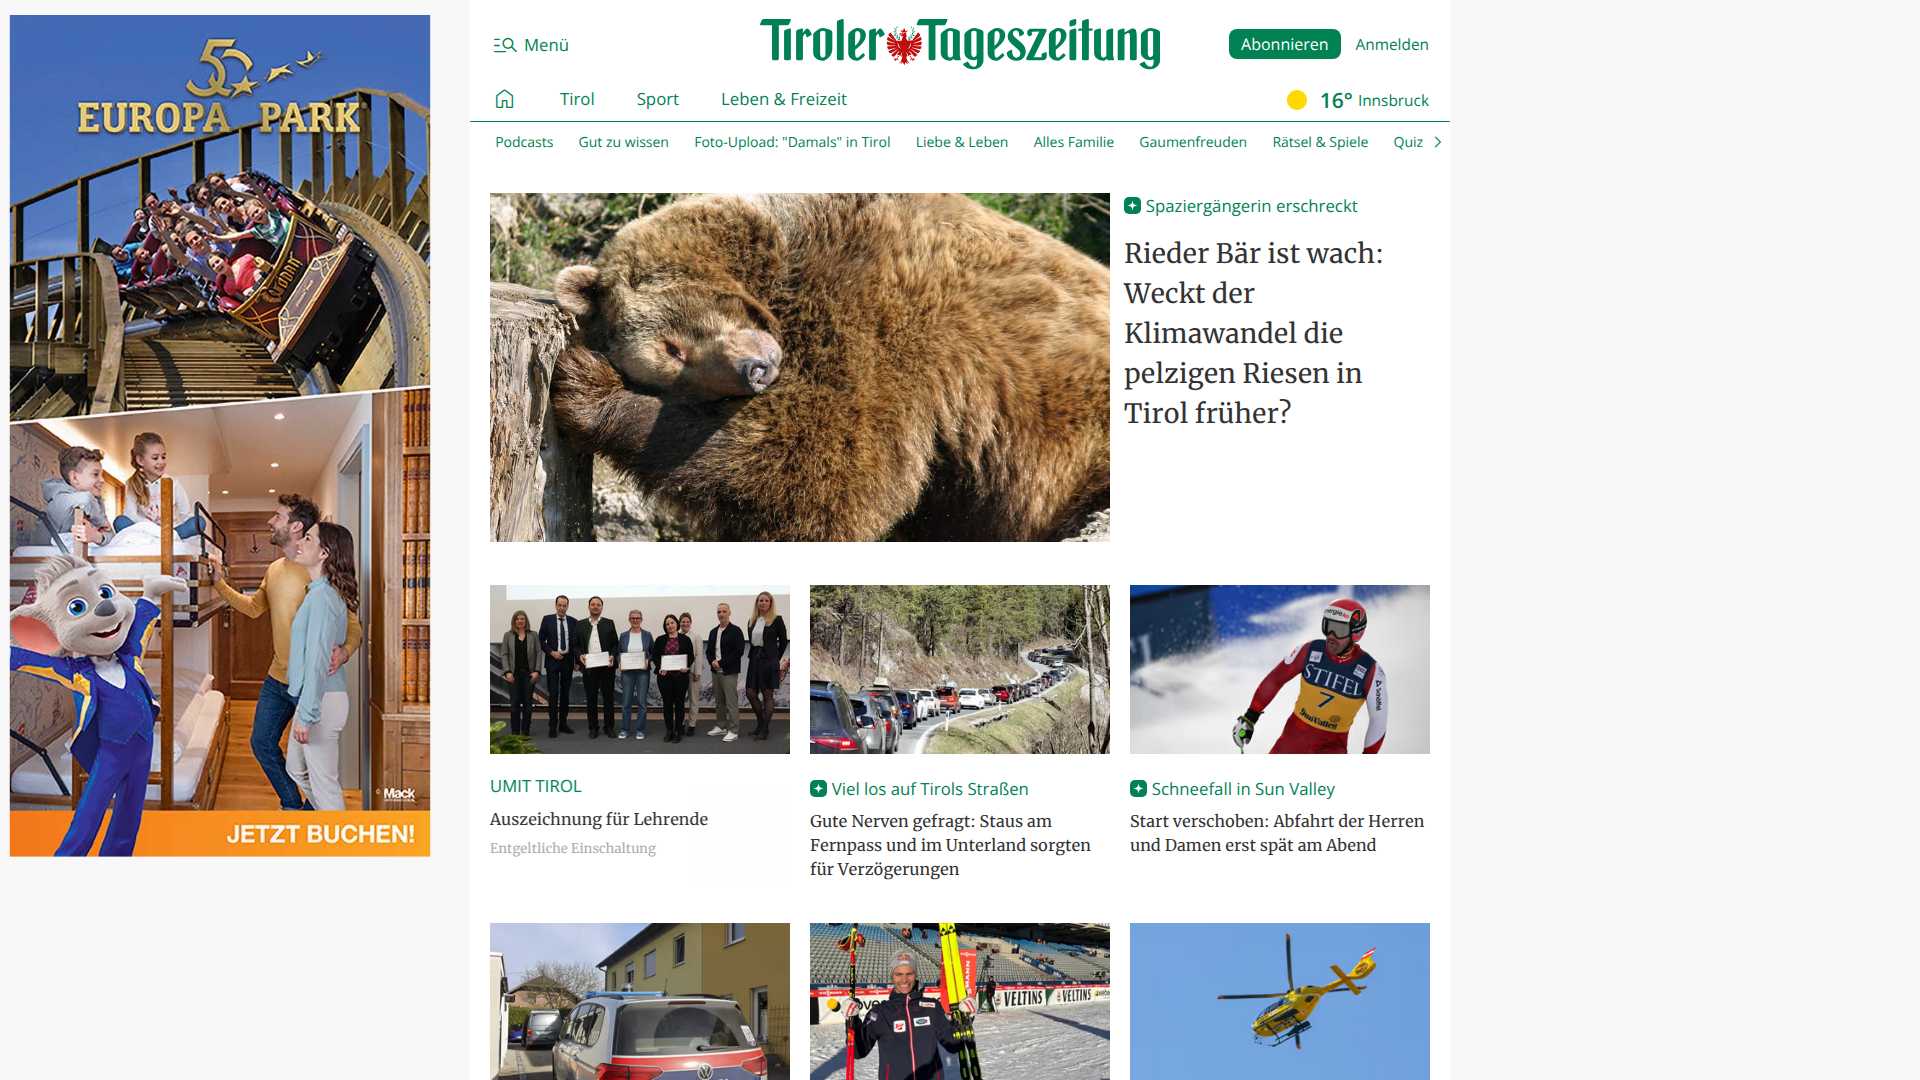 50
EUROPA PARK
WODAN
© Mack
JETZT BUCHEN!
Menü
Tiroler Tageszeitung
Abonnieren
Anmelden
Tirol
Sport
Leben & Freizeit
16° Innsbruck
Podcasts
Gut zu wissen
Foto-Upload: "Damals" in Tirol
Liebe & Leben
Alles Familie
Gaumenfreuden
Rätsel & Spiele
Quiz
Spaziergängerin erschreckt
Rieder Bär ist wach:
Weckt der
Klimawandel die
pelzigen Riesen in
Tirol früher?
UMIT TIROL
Auszeichnung für Lehrende
Entgeltliche Einschaltung
Viel los auf Tirols Straßen
Gute Nerven gefragt: Staus am
Fernpass und im Unterland sorgten
für Verzögerungen
STIFEL
7
Sun Valley
Schneefall in Sun Valley
Start verschoben: Abfahrt der Herren
und Damen erst spät am Abend
VELTINS
VELTINS